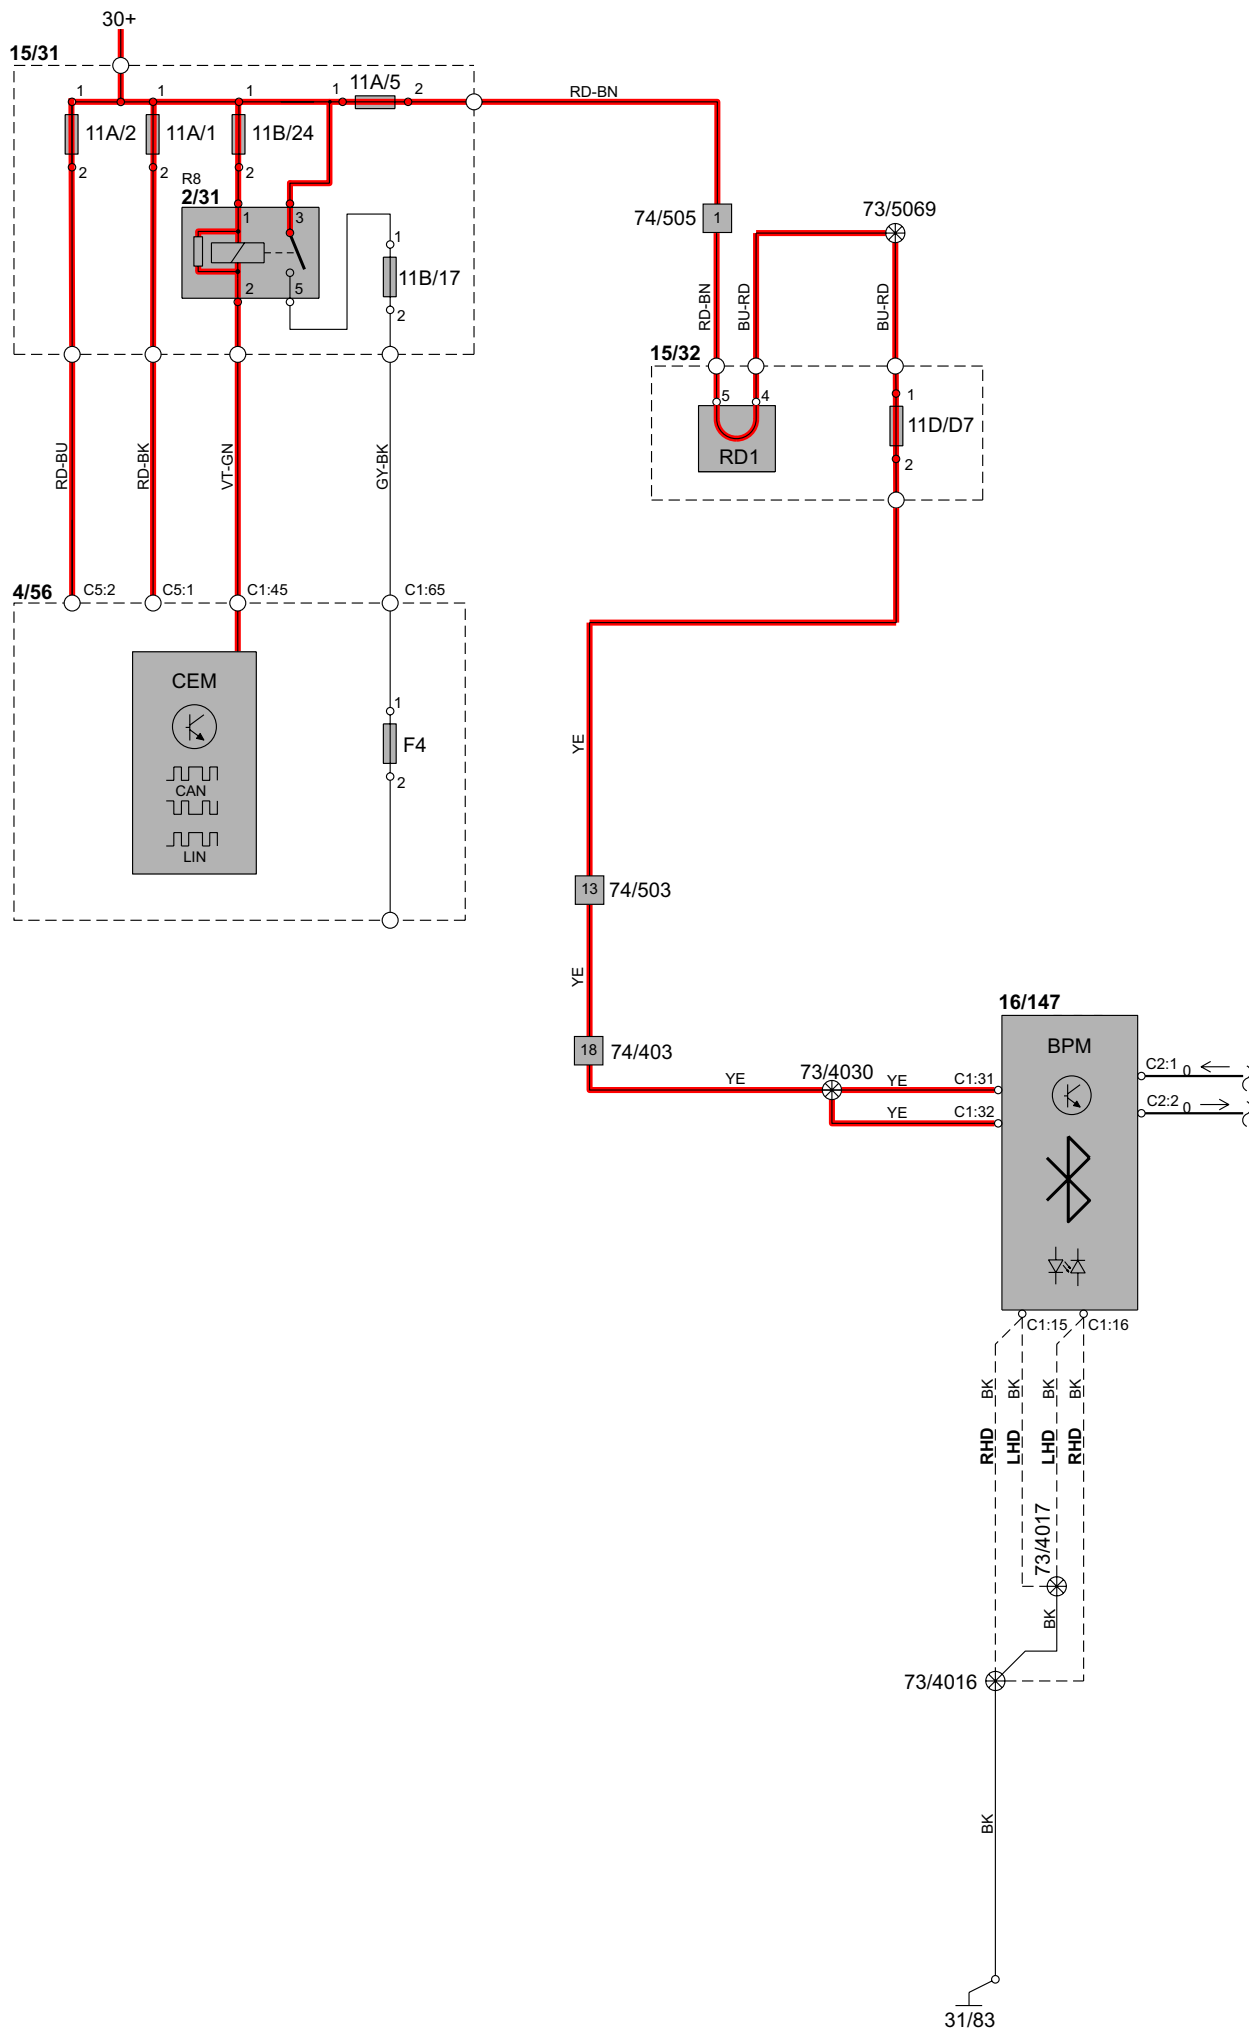 30+
15/31
11A/5
1
1
1
1
2
RD-BN
11A/2
11A/1
11B/24
2
2
2
R8
2/31
1
3
2
5
1
11B/17
2
74/505
1
73/5069
RD-BN
BU-RD
BU-RD
15/32
5
4
RD1
1
11D/D7
2
RD-BU
RD-BK
VT-GN
GY-BK
4/56
C5:2
C5:1
C1:45
C1:65
CEM
CAN
LIN
1
F4
2
YE
13
74/503
YE
18
74/403
YE
73/4030
YE
C1:31
YE
C1:32
16/147
BPM
C2:1
0
C2:2
0
C1:15
C1:16
BK
BK
BK
BK
RHD
LHD
LHD
RHD
73/4017
BK
73/4016
BK
31/83